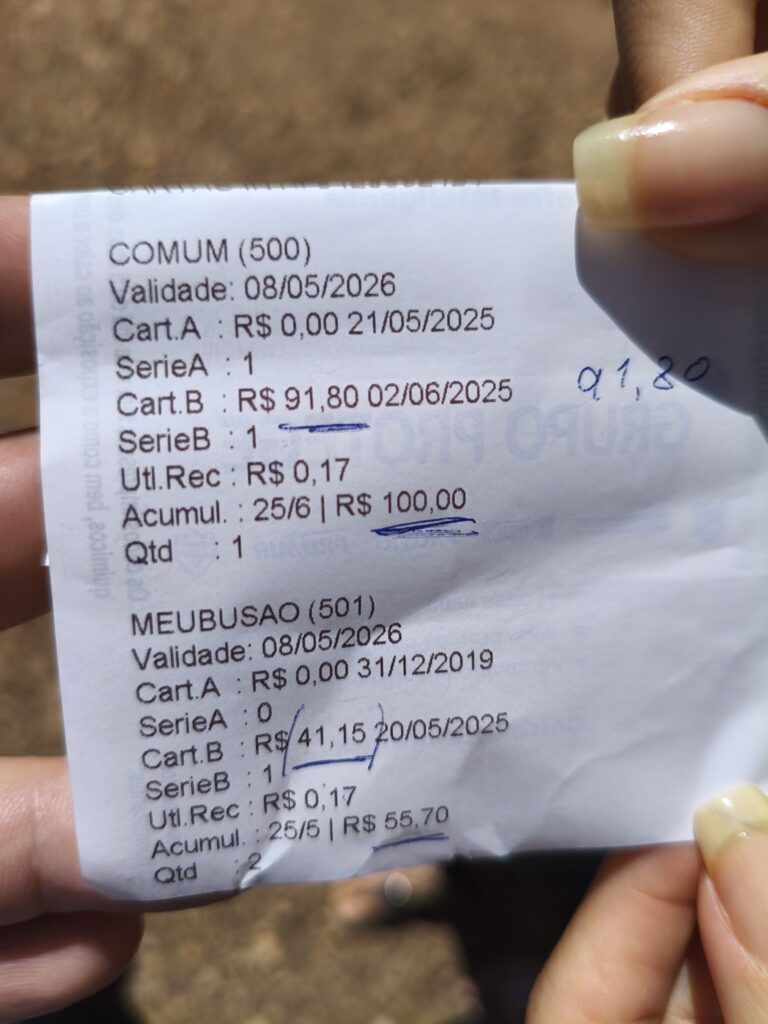 COMUM (500)
Validade: 08/05/2026
Cart.A : R$ 0,00 21/05/2025
SerieA : 1
Cart.B : R$ 91,80 02/06/2025 91,80
SerieB : 1
Utl.Rec : R$ 0,17
Acumul. : 25/6 | R$ 100,00
Qtd : 1
MEUBUSAO (501)
Validade: 08/05/2026
Cart.A : R$ 0,00 31/12/2019
SerieA : 0
Cart.B : R$ 41,15 20/05/2025
SerieB : 1
Utl.Rec : R$ 0,17
Acumul. : 25/5 | R$ 55,70
Qtd : 2